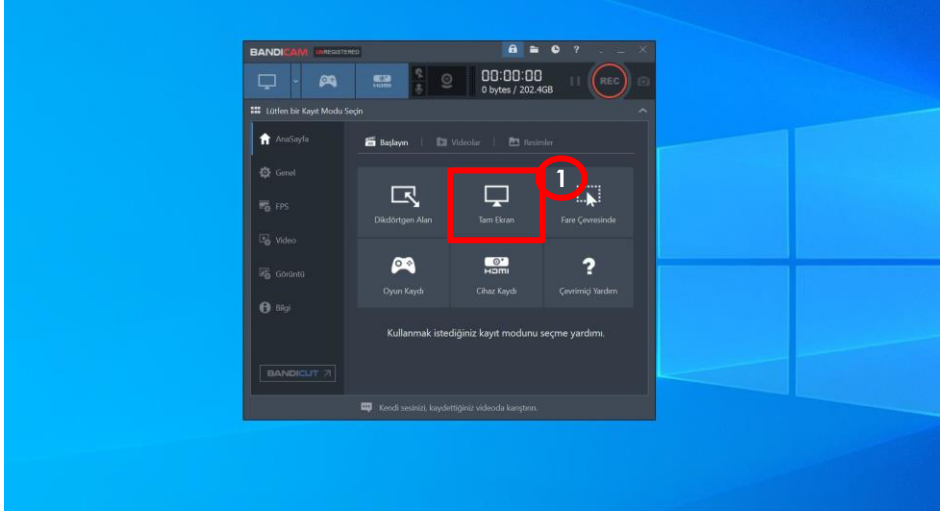 BANDICAM UNREGISTERED
?
HDMI
00:00:00
0 bytes / 202.4GB
REC
Lütfen bir Kayıt Modu Seçin
AnaSayfa
Genel
FPS
Video
Görüntü
Bilgi
BANDICUT
Başlayın | Videolar | Resimler
1
Dikdörtgen Alan
Tam Ekran
Fare Çevresinde
HDMI
?
Oyun Kaydı
Cihaz Kaydı
Çevrimiçi Yardım
Kullanmak istediğiniz kayıt modunu seçme yardımı.
Kendi sesinizi, kaydettiğiniz videoda karıştırın.